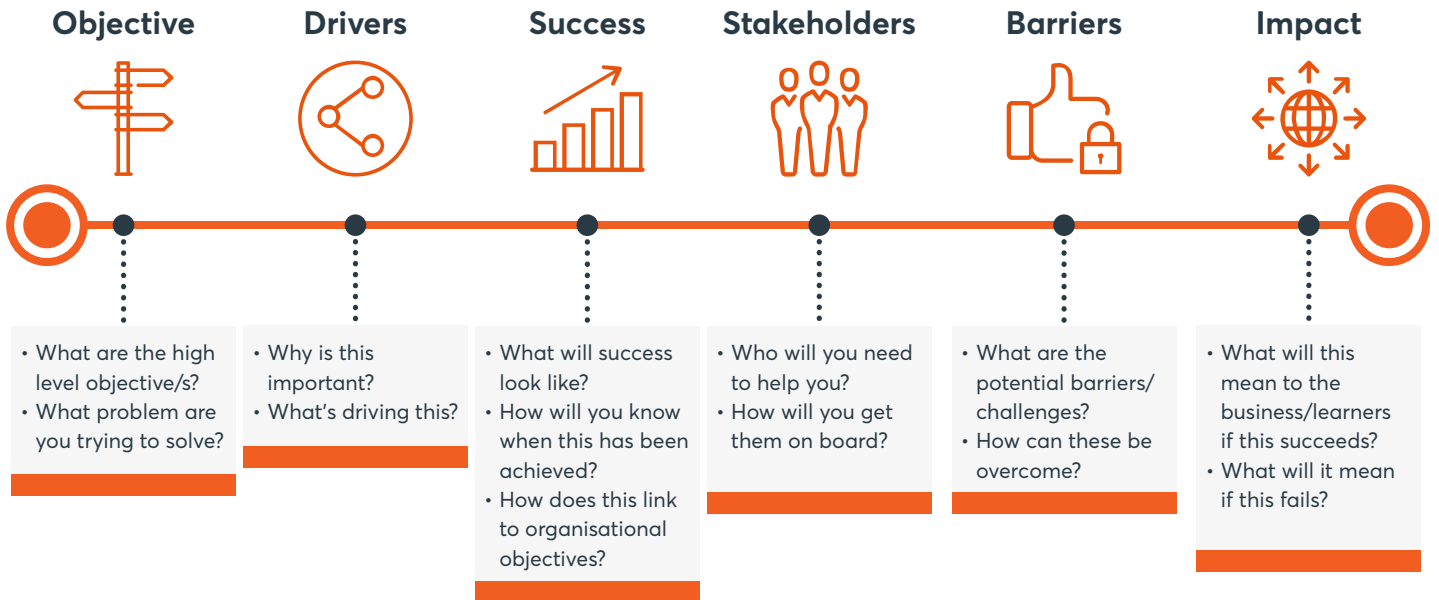 Objective
Drivers
Success
Stakeholders
Barriers
Impact
• What are the high
level objective/s?
• What problem are
you trying to solve?
• Why is this
important?
• What's driving this?
• What will success
look like?
• How will you know
when this has been
achieved?
• How does this link
to organisational
objectives?
• Who will you need
to help you?
• How will you get
them on board?
• What are the
potential barriers/
challenges?
• How can these be
overcome?
• What will this
mean to the
business/learners
if this succeeds?
• What will it mean
if this fails?